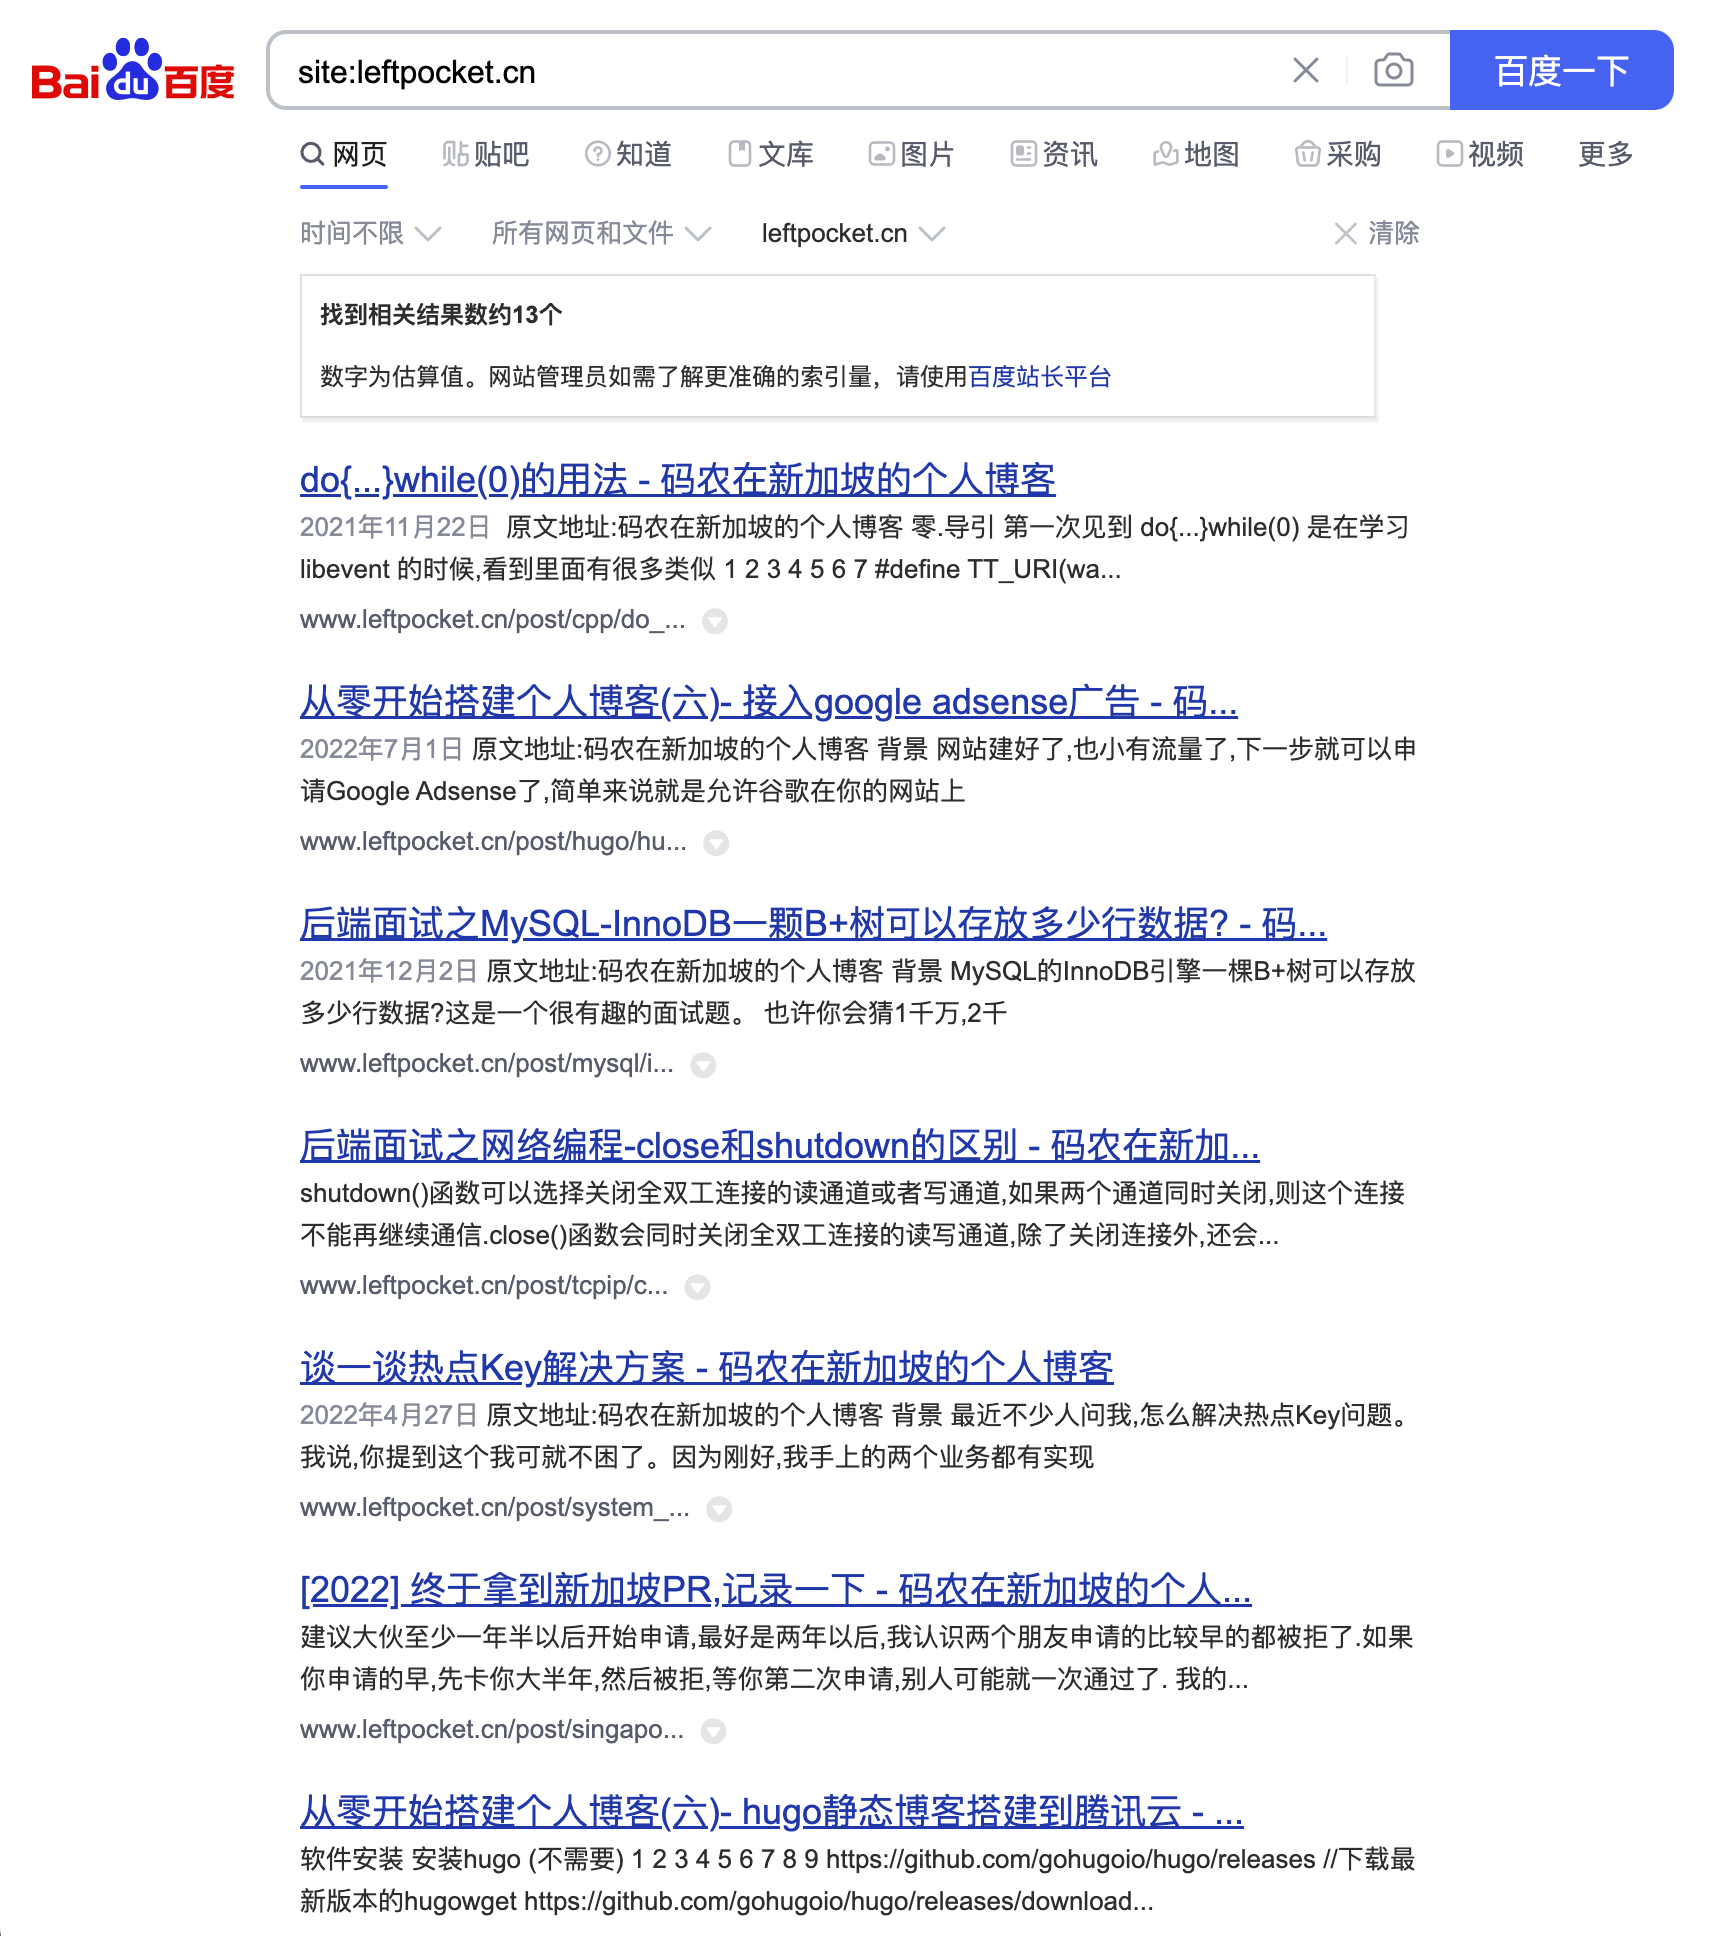 Baidu百度
site:leftpocket.cn
百度一下
网页 贴吧 知道 文库 图片 资讯 地图 采购 视频 更多
时间不限 所有网页和文件 leftpocket.cn 清除
找到相关结果数约13个
数字为估算值。网站管理员如需了解更准确的索引量，请使用百度站长平台
do{...}while(0)的用法 - 码农在新加坡的个人博客
2021年11月22日 原文地址:码农在新加坡的个人博客 零.导引 第一次见到 do{...}while(0) 是在学习
libevent 的时候,看到里面有很多类似 1 2 3 4 5 6 7 #define TT_URI(wa...
www.leftpocket.cn/post/cpp/do_...
从零开始搭建个人博客(六)- 接入google adsense广告 - 码...
2022年7月1日 原文地址:码农在新加坡的个人博客 背景 网站建好了,也小有流量了,下一步就可以申
请Google Adsense了,简单来说就是允许谷歌在你的网站上
www.leftpocket.cn/post/hugo/hu...
后端面试之MySQL-InnoDB一颗B+树可以存放多少行数据? - 码...
2021年12月2日 原文地址:码农在新加坡的个人博客 背景 MySQL的InnoDB引擎一棵B+树可以存放
多少行数据?这是一个很有趣的面试题。 也许你会猜1千万,2千
www.leftpocket.cn/post/mysql/i...
后端面试之网络编程-close和shutdown的区别 - 码农在新加...
shutdown()函数可以选择关闭全双工连接的读通道或者写通道,如果两个通道同时关闭,则这个连接
不能再继续通信.close()函数会同时关闭全双工连接的读写通道,除了关闭连接外,还会...
www.leftpocket.cn/post/tcpip/c...
谈一谈热点Key解决方案 - 码农在新加坡的个人博客
2022年4月27日 原文地址:码农在新加坡的个人博客 背景 最近不少人问我,怎么解决热点Key问题。
我说,你提到这个我可就不困了。因为刚好,我手上的两个业务都有实现
www.leftpocket.cn/post/system_...
[2022] 终于拿到新加坡PR,记录一下 - 码农在新加坡的个人...
建议大伙至少一年半以后开始申请,最好是两年以后,我认识两个朋友申请的比较早的都被拒了.如果
你申请的早,先卡你大半年,然后被拒,等你第二次申请,别人可能就一次通过了. 我的...
www.leftpocket.cn/post/singapo...
从零开始搭建个人博客(六)- hugo静态博客搭建到腾讯云 - ...
软件安装 安装hugo (不需要) 1 2 3 4 5 6 7 8 9 https://github.com/gohugoio/hugo/releases //下载最
新版本的hugowget https://github.com/gohugoio/hugo/releases/download...